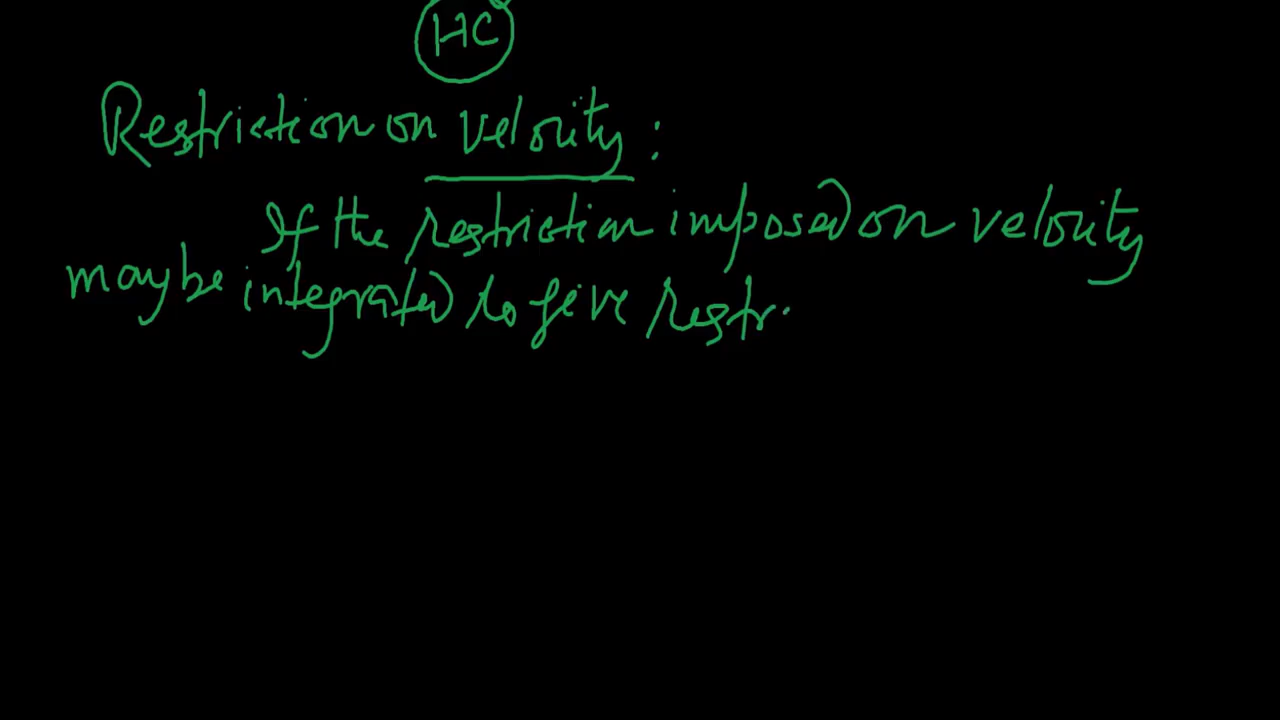 HC
Restriction on velocity:
If the restriction imposed on velocity
may be integrated to give restr.